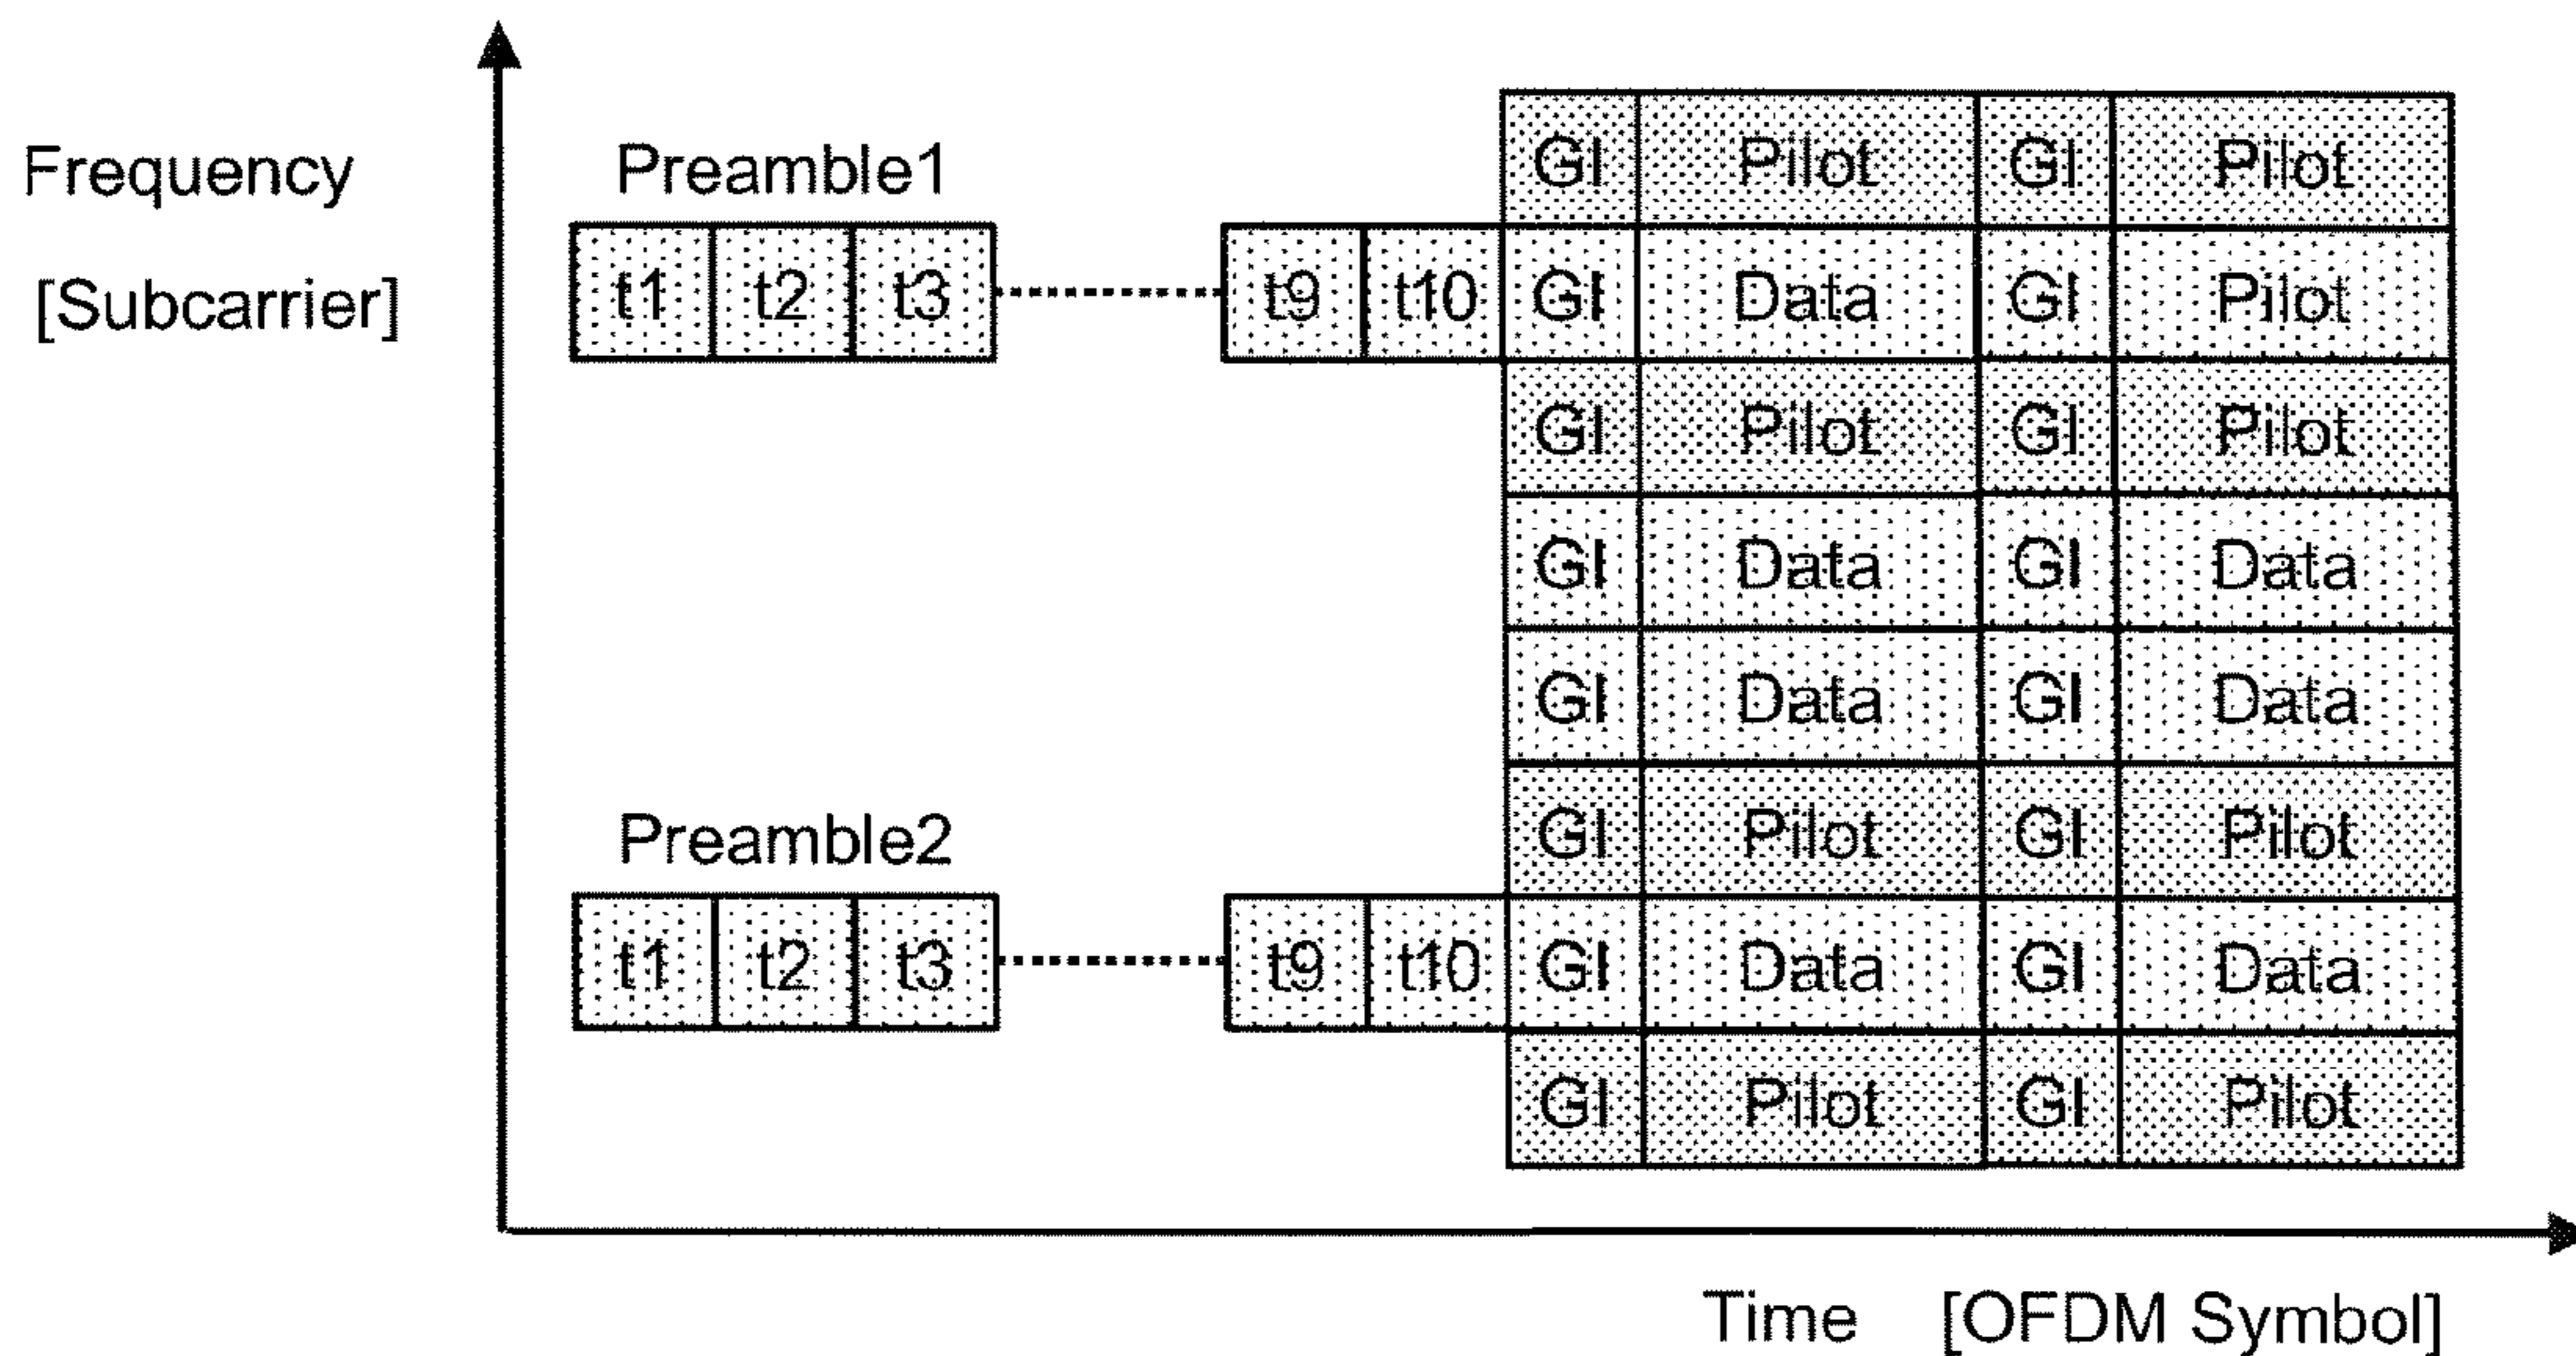 GI Pilot GI Pilot
Frequency Preamble1
[Subcarrier] t1 t2 t3 t9 t10 GI Data GI Pilot
GI Pilot GI Pilot
GI Data GI Data
GI Data GI Data
Preamble2 GI Pilot GI Pilot
t1 t2 t3 t9 t10 GI Data GI Data
GI Pilot GI Pilot
Time [OFDM Symbol]